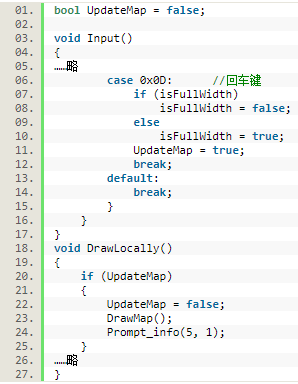 01. bool UpdateMap = false;
02.
03. void Input()
04. {
05. ……略
06.         case 0x0D:      //回车键
07.             if (isFullWidth)
08.                 isFullWidth = false;
09.             else
10.                 isFullWidth = true;
11.             UpdateMap = true;
12.             break;
13.         default:
14.             break;
15.         }
16.     }
17. }
18. void DrawLocally()
19. {
20.     if (UpdateMap)
21.     {
22.         UpdateMap = false;
23.         DrawMap();
24.         Prompt_info(5, 1);
25.     }
26. ……略
27. }